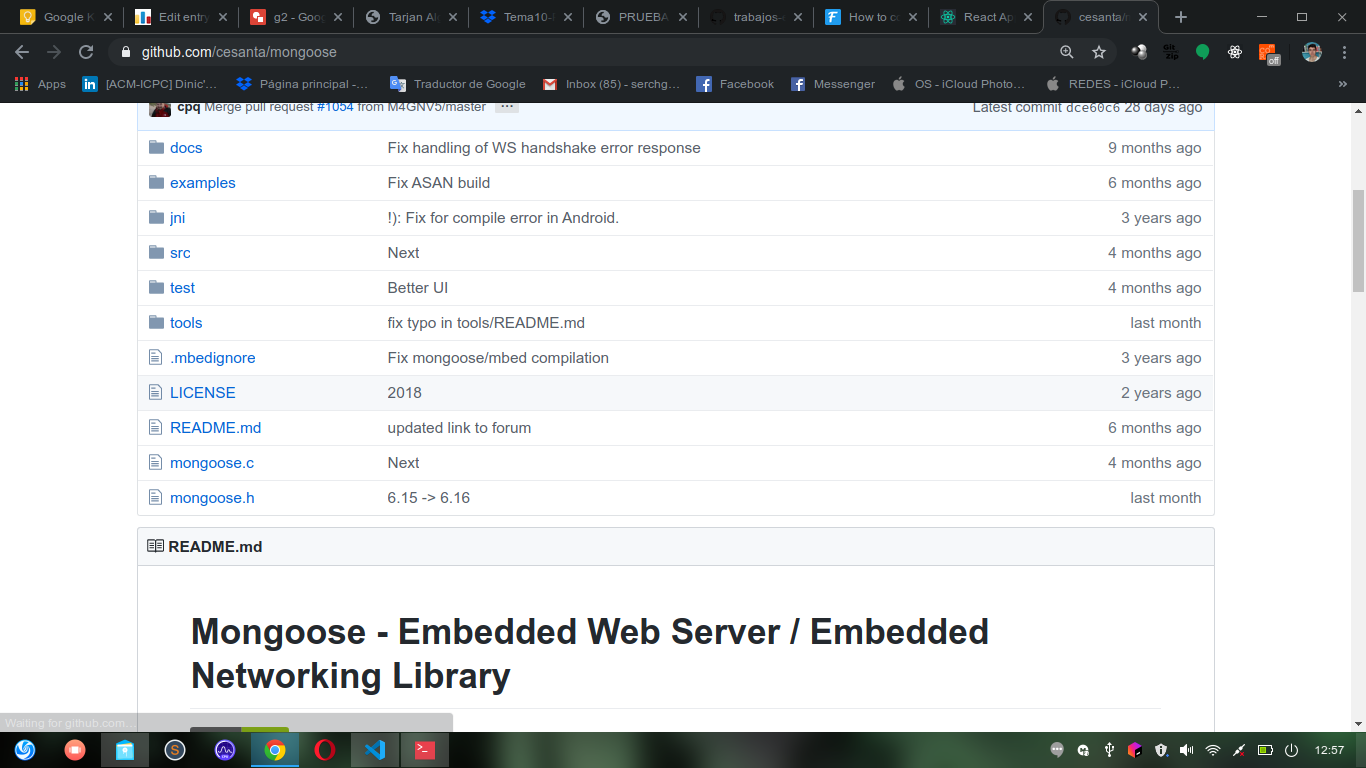 Google K
Edit entry
g2 - Goog
Tarjan Al
Tema10-
PRUEBA
trabajos-
How to c
React Ap
cesanta/m
github.com/cesanta/mongoose
Git
Zip
off
Apps
[ACM-ICPC] Dinic'...
Página principal -...
Traductor de Google
Inbox (85) - serchg...
Facebook
Messenger
OS - iCloud Photo...
REDES - iCloud P...
»
cpq Merge pull request #1054 from M4GNV5/master ...
Latest commit dce60c6 28 days ago
docs Fix handling of WS handshake error response 9 months ago
examples Fix ASAN build 6 months ago
jni !): Fix for compile error in Android. 3 years ago
src Next 4 months ago
test Better UI 4 months ago
tools fix typo in tools/README.md last month
.mbedignore Fix mongoose/mbed compilation 3 years ago
LICENSE 2018 2 years ago
README.md updated link to forum 6 months ago
mongoose.c Next 4 months ago
mongoose.h 6.15 -> 6.16 last month
README.md
Mongoose - Embedded Web Server / Embedded
Networking Library
Waiting for github.com...
12:57